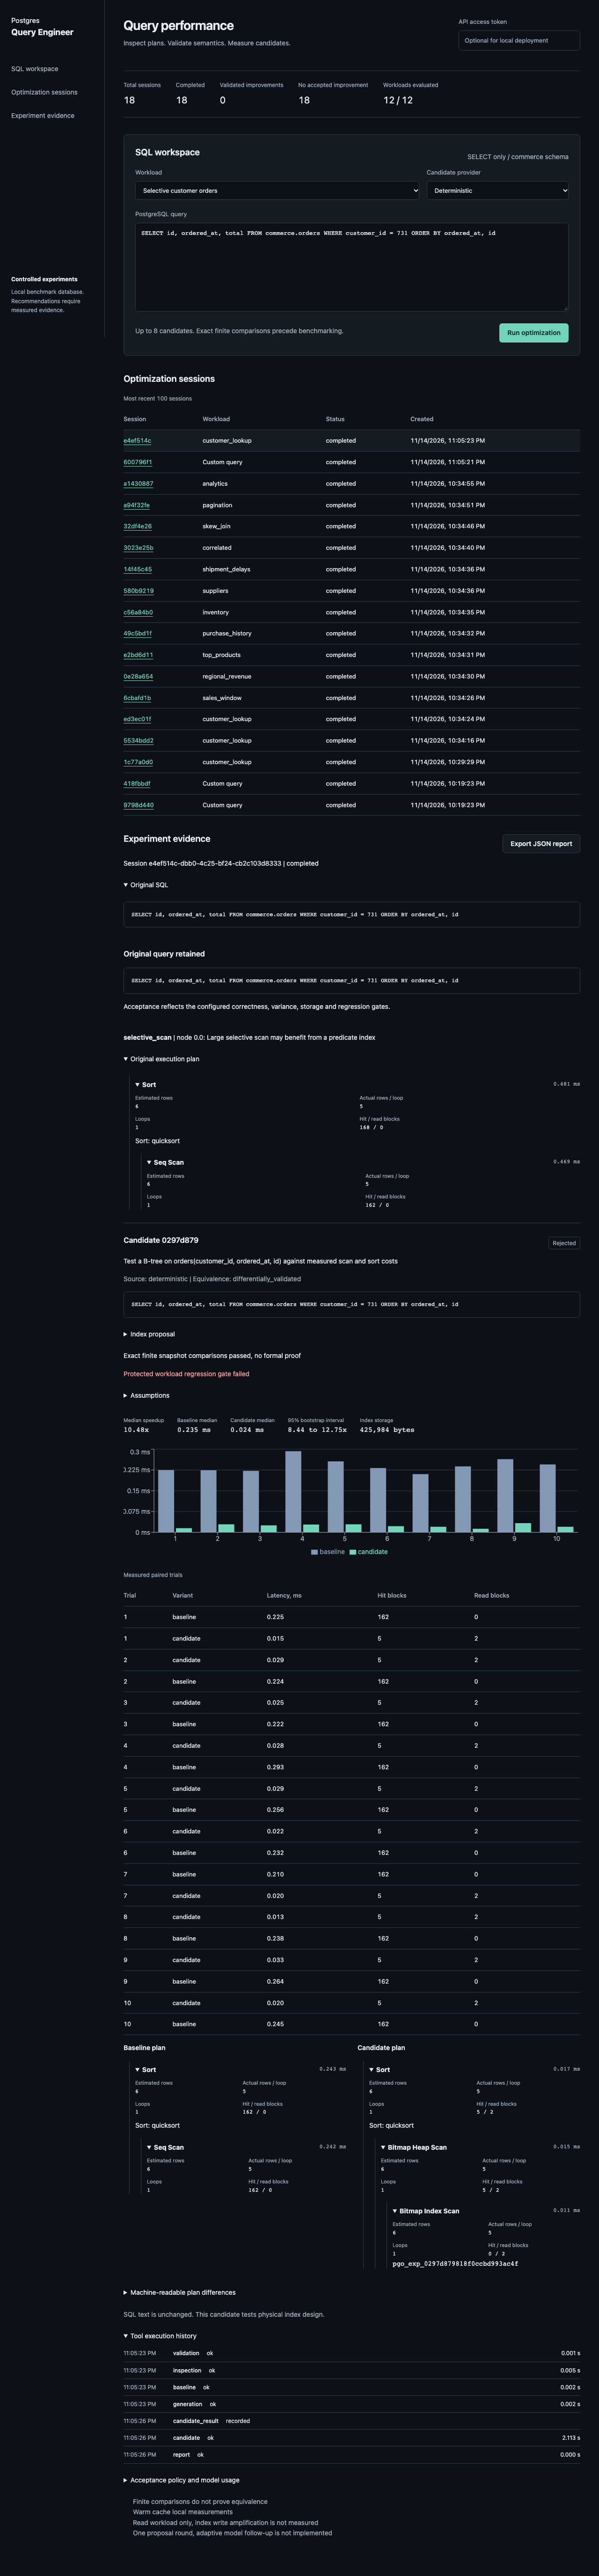 Postgres
Query Engineer
SQL workspace
Optimization sessions
Experiment evidence
Controlled experiments
Local benchmark database.
Recommendations require
measured evidence.
Query performance
Inspect plans. Validate semantics. Measure candidates.
API access token
Optional for local deployment
Total sessions Completed Validated improvements No accepted improvement Workloads evaluated
18 18 0 18 12 / 12
SQL workspace
SELECT only / commerce schema
Workload Candidate provider
Selective customer orders Deterministic
PostgreSQL query
SELECT id, ordered_at, total FROM commerce.orders WHERE customer_id = 731 ORDER BY ordered_at, id
Up to 8 candidates. Exact finite comparisons precede benchmarking.
Run optimization
Optimization sessions
Most recent 100 sessions
Session Workload Status Created
e4ef514c customer_lookup completed 11/14/2026, 11:05:23 PM
600796f1 Custom query completed 11/14/2026, 11:05:21 PM
a1430887 analytics completed 11/14/2026, 10:34:55 PM
a94f32fe pagination completed 11/14/2026, 10:34:51 PM
32df4e26 skew_join completed 11/14/2026, 10:34:46 PM
3023e25b correlated completed 11/14/2026, 10:34:40 PM
14f45c45 shipment_delays completed 11/14/2026, 10:34:36 PM
580b9219 suppliers completed 11/14/2026, 10:34:36 PM
c56a84b0 inventory completed 11/14/2026, 10:34:35 PM
49c5bd1f purchase_history completed 11/14/2026, 10:34:32 PM
e2bd6d11 top_products completed 11/14/2026, 10:34:31 PM
0e28a654 regional_revenue completed 11/14/2026, 10:34:30 PM
6cbafd1b sales_window completed 11/14/2026, 10:34:26 PM
ed3ec01f customer_lookup completed 11/14/2026, 10:34:24 PM
5534bdd2 customer_lookup completed 11/14/2026, 10:34:16 PM
1c77a0d0 customer_lookup completed 11/14/2026, 10:29:29 PM
418fbbdf Custom query completed 11/14/2026, 10:19:23 PM
9798d440 Custom query completed 11/14/2026, 10:19:23 PM
Experiment evidence
Export JSON report
Session e4ef514c-dbb0-4c25-bf24-cb2c103d8333 | completed
▼ Original SQL
SELECT id, ordered_at, total FROM commerce.orders WHERE customer_id = 731 ORDER BY ordered_at, id
Original query retained
SELECT id, ordered_at, total FROM commerce.orders WHERE customer_id = 731 ORDER BY ordered_at, id
Acceptance reflects the configured correctness, variance, storage and regression gates.
selective_scan | node 0.0: Large selective scan may benefit from a predicate index
▼ Original execution plan
▼ Sort 0.481 ms
Estimated rows Actual rows / loop
6 5
Loops Hit / read blocks
1 168 / 0
Sort: quicksort
▼ Seq Scan 0.469 ms
Estimated rows Actual rows / loop
6 5
Loops Hit / read blocks
1 162 / 0
Candidate 0297d879
Rejected
Test a B-tree on orders(customer_id, ordered_at, id) against measured scan and sort costs
Source: deterministic | Equivalence: differentially_validated
SELECT id, ordered_at, total FROM commerce.orders WHERE customer_id = 731 ORDER BY ordered_at, id
▶ Index proposal
Exact finite snapshot comparisons passed, no formal proof
Protected workload regression gate failed
▶ Assumptions
Median speedup Baseline median Candidate median 95% bootstrap interval Index storage
10.48x 0.235 ms 0.024 ms 8.44 to 12.75x 425,984 bytes
0.3 ms
0.225 ms
0.15 ms
0.075 ms
0 ms
1 2 3 4 5 6 7 8 9 10
baseline candidate
Measured paired trials
Trial Variant Latency, ms Hit blocks Read blocks
1 baseline 0.225 162 0
1 candidate 0.015 5 2
2 candidate 0.029 5 2
2 baseline 0.224 162 0
3 candidate 0.025 5 2
3 baseline 0.222 162 0
4 candidate 0.028 5 2
4 baseline 0.293 162 0
5 candidate 0.029 5 2
5 baseline 0.256 162 0
6 candidate 0.022 5 2
6 baseline 0.232 162 0
7 baseline 0.210 162 0
7 candidate 0.020 5 2
8 candidate 0.013 5 2
8 baseline 0.238 162 0
9 candidate 0.033 5 2
9 baseline 0.264 162 0
10 candidate 0.020 5 2
10 baseline 0.245 162 0
Baseline plan
▼ Sort 0.243 ms
Estimated rows Actual rows / loop
6 5
Loops Hit / read blocks
1 162 / 0
Sort: quicksort
▼ Seq Scan 0.242 ms
Estimated rows Actual rows / loop
6 5
Loops Hit / read blocks
1 162 / 0
Candidate plan
▼ Sort 0.017 ms
Estimated rows Actual rows / loop
6 5
Loops Hit / read blocks
1 5 / 2
Sort: quicksort
▼ Bitmap Heap Scan 0.015 ms
Estimated rows Actual rows / loop
6 5
Loops Hit / read blocks
1 5 / 2
▼ Bitmap Index Scan 0.011 ms
Estimated rows Actual rows / loop
6 5
Loops Hit / read blocks
1 0 / 2
pgo_exp_0297d879818f0ccbd993ac4f
▶ Machine-readable plan differences
SQL text is unchanged. This candidate tests physical index design.
▼ Tool execution history
11:05:23 PM validation ok 0.001 s
11:05:23 PM inspection ok 0.005 s
11:05:23 PM baseline ok 0.002 s
11:05:23 PM generation ok 0.002 s
11:05:26 PM candidate_result recorded
11:05:26 PM candidate ok 2.113 s
11:05:26 PM report ok 0.000 s
▶ Acceptance policy and model usage
Finite comparisons do not prove equivalence
Warm cache local measurements
Read workload only, index write amplification is not measured
One proposal round, adaptive model follow-up is not implemented